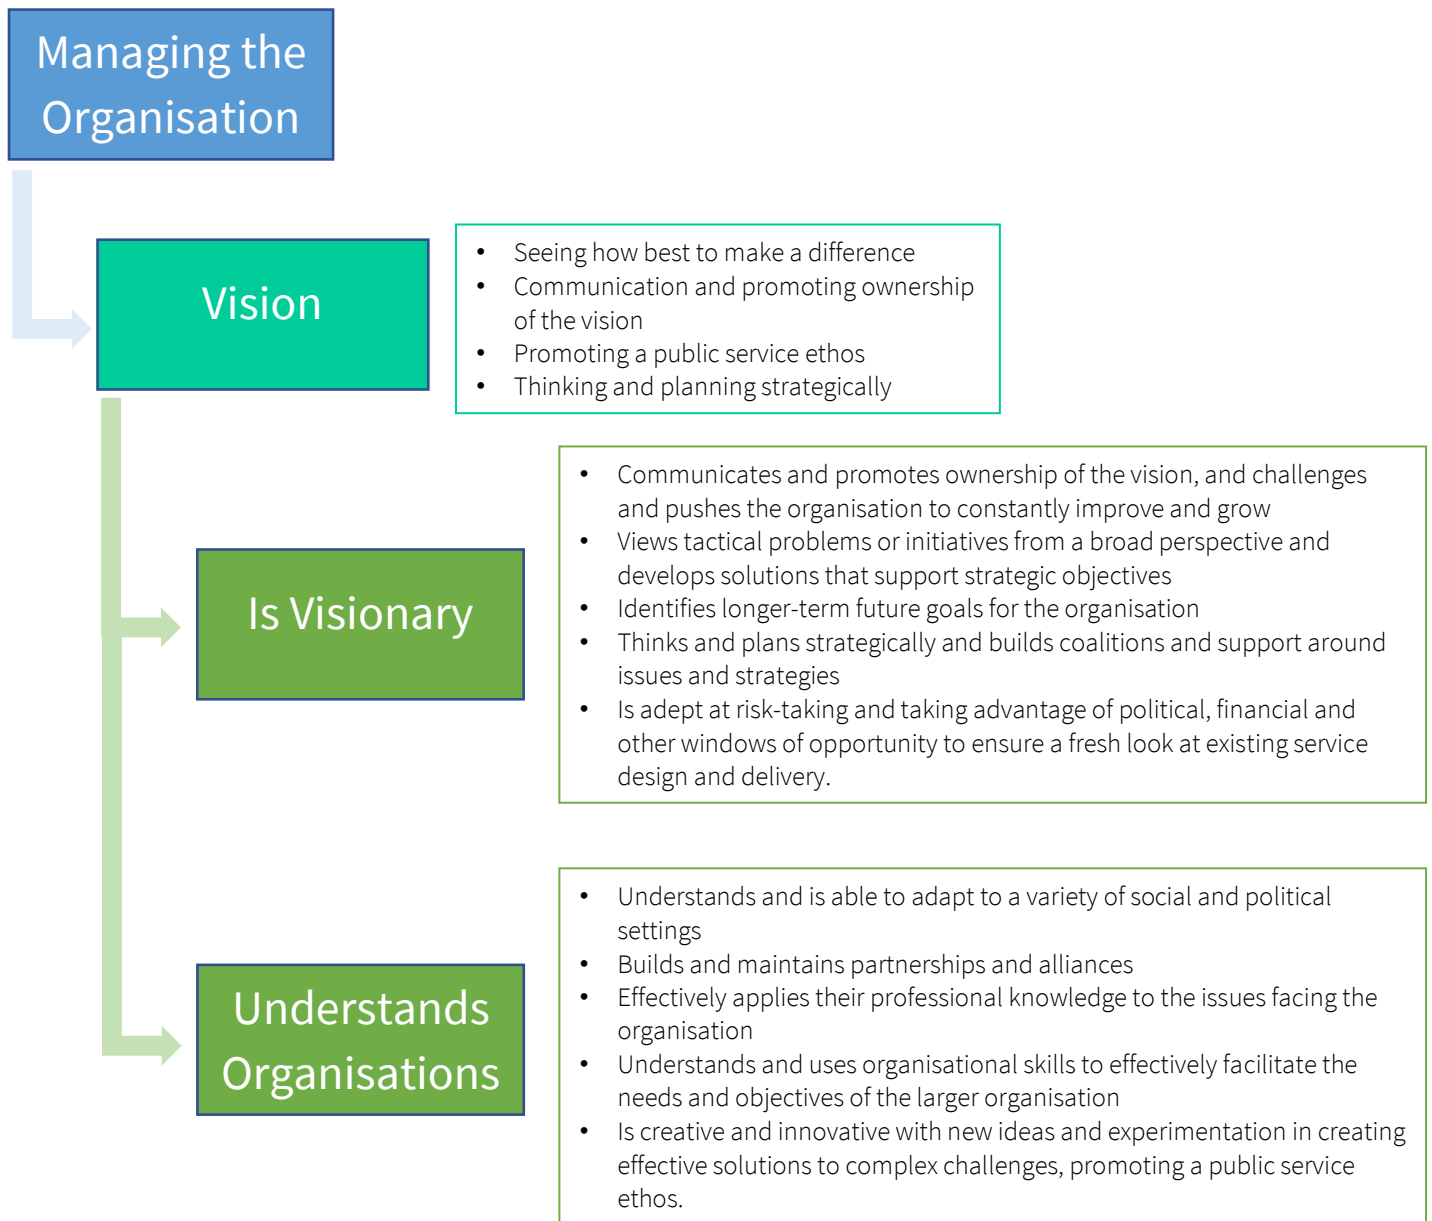 Managing the
Organisation
Vision
• Seeing how best to make a difference
• Communication and promoting ownership
of the vision
• Promoting a public service ethos
• Thinking and planning strategically
Is Visionary
• Communicates and promotes ownership of the vision, and challenges
and pushes the organisation to constantly improve and grow
• Views tactical problems or initiatives from a broad perspective and
develops solutions that support strategic objectives
• Identifies longer-term future goals for the organisation
• Thinks and plans strategically and builds coalitions and support around
issues and strategies
• Is adept at risk-taking and taking advantage of political, financial and
other windows of opportunity to ensure a fresh look at existing service
design and delivery.
Understands
Organisations
• Understands and is able to adapt to a variety of social and political
settings
• Builds and maintains partnerships and alliances
• Effectively applies their professional knowledge to the issues facing the
organisation
• Understands and uses organisational skills to effectively facilitate the
needs and objectives of the larger organisation
• Is creative and innovative with new ideas and experimentation in creating
effective solutions to complex challenges, promoting a public service
ethos.